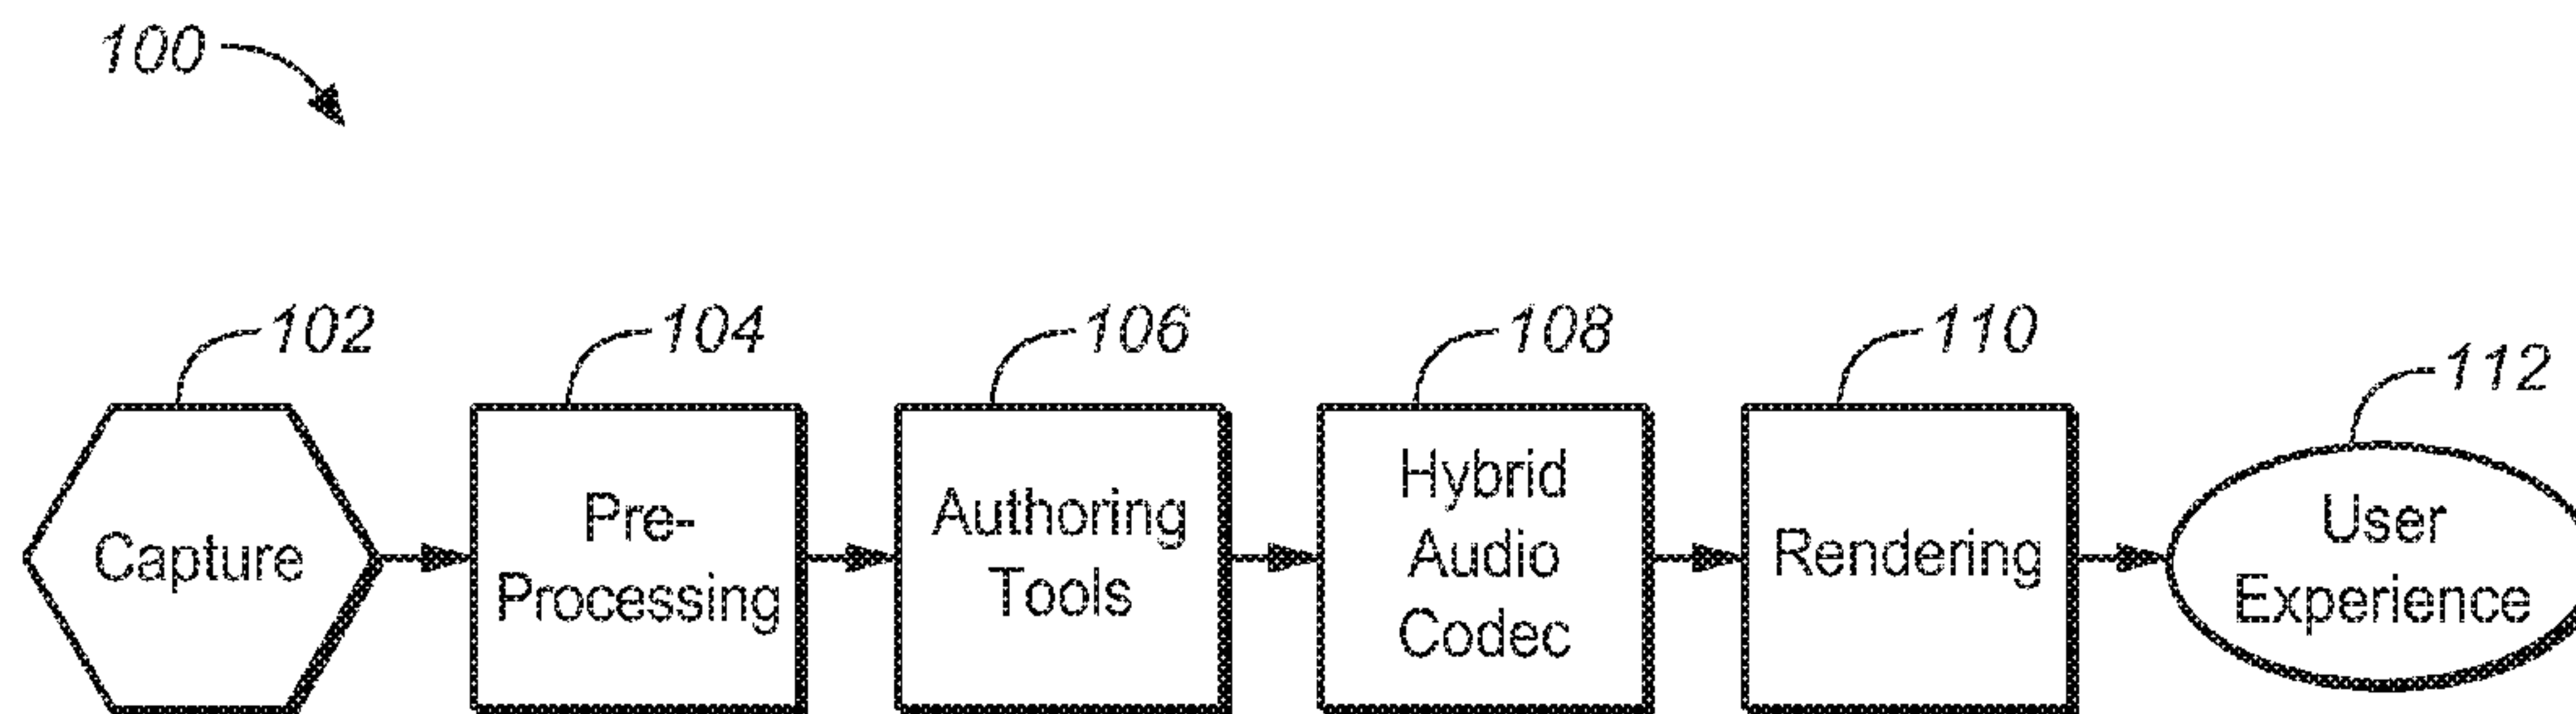 100
102
104
106
108
110
112
Capture
Pre-
Processing
Authoring
Tools
Hybrid
Audio
Codec
Rendering
User
Experience